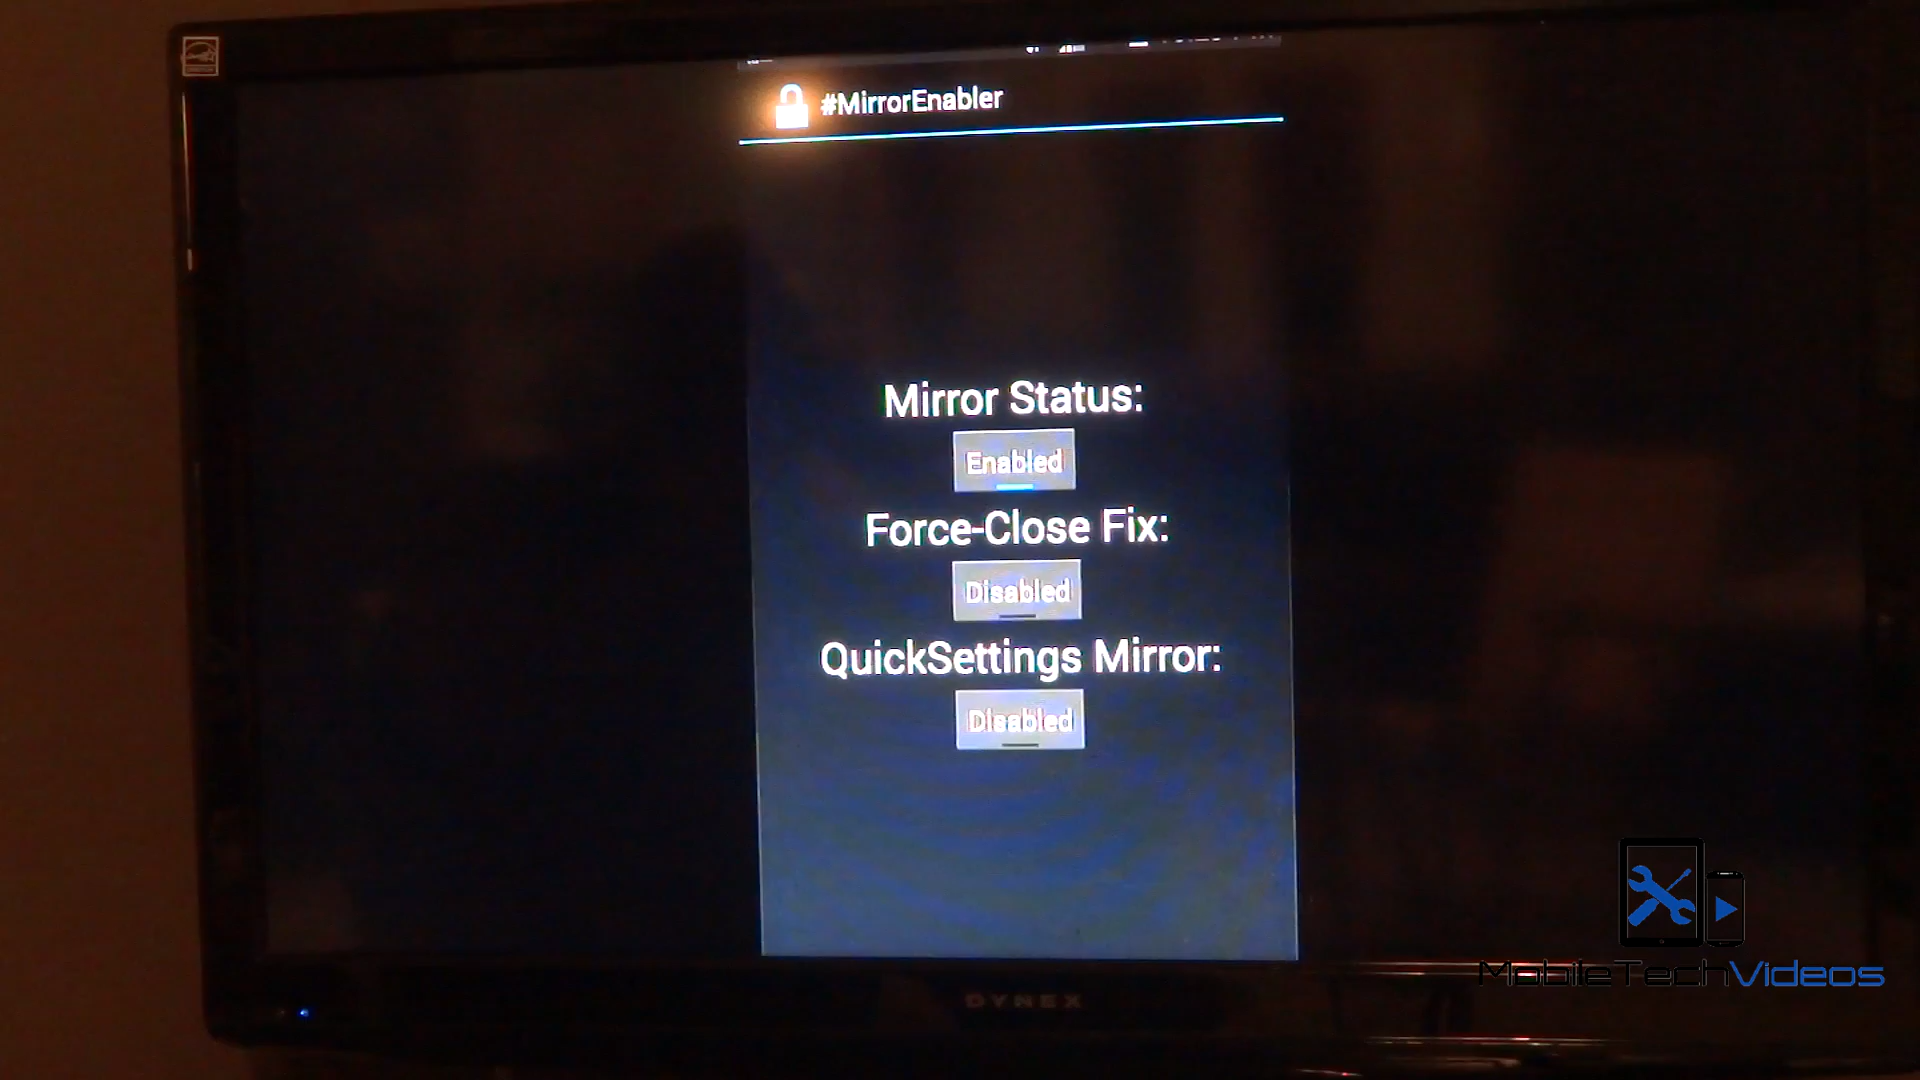 #MirrorEnabler
Mirror Status:
Enabled
Force-Close Fix:
Disabled
QuickSettings Mirror:
Disabled
MobileTechVideos
DYNEX